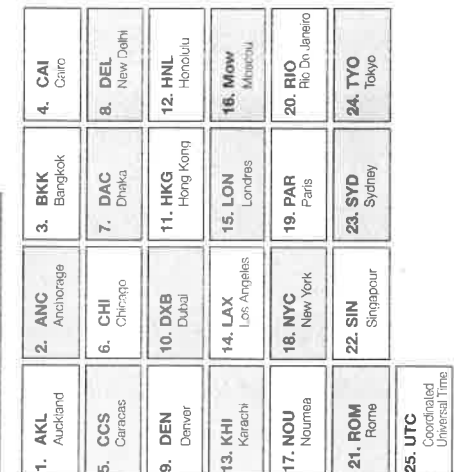 1. AKL
Auckland
2. ANC
Anchorage
3. BKK
Bangkok
4. CAI
Cairo
5. CCS
Caracas
6. CHI
Chicago
7. DAC
Dhaka
8. DEL
New Delhi
9. DEN
Denver
10. DXB
Dubai
11. HKG
Hong Kong
12. HNL
Honolulu
13. KHI
Karachi
14. LAX
Los Angeles
15. LON
Londres
16. Mow
Moscou
17. NOU
Noumea
18. NYC
New York
19. PAR
Paris
20. RIO
Rio Do Janeiro
21. ROM
Rome
22. SIN
Singapour
23. SYD
Sydney
24. TYO
Tokyo
25. UTC
Coordinated
Universal Time